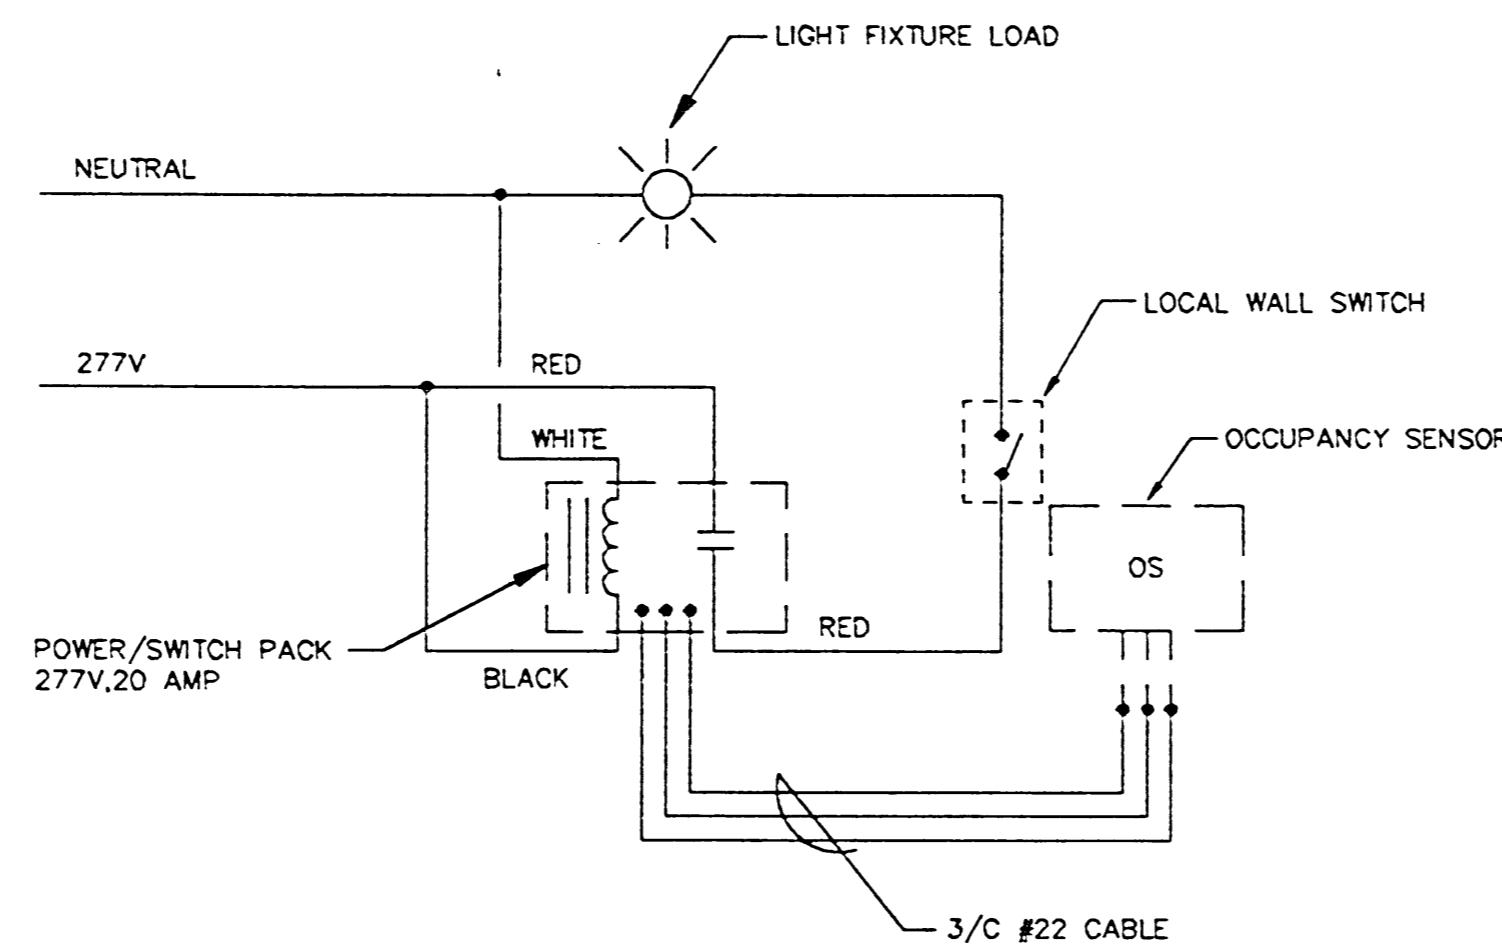 LIGHT FIXTURE LOAD
NEUTRAL
LOCAL WALL SWITCH
277V
RED
WHITE
OCCUPANCY SENSOR
OS
RED
POWER/SWITCH PACK
277V,20 AMP
BLACK
3/C #22 CABLE